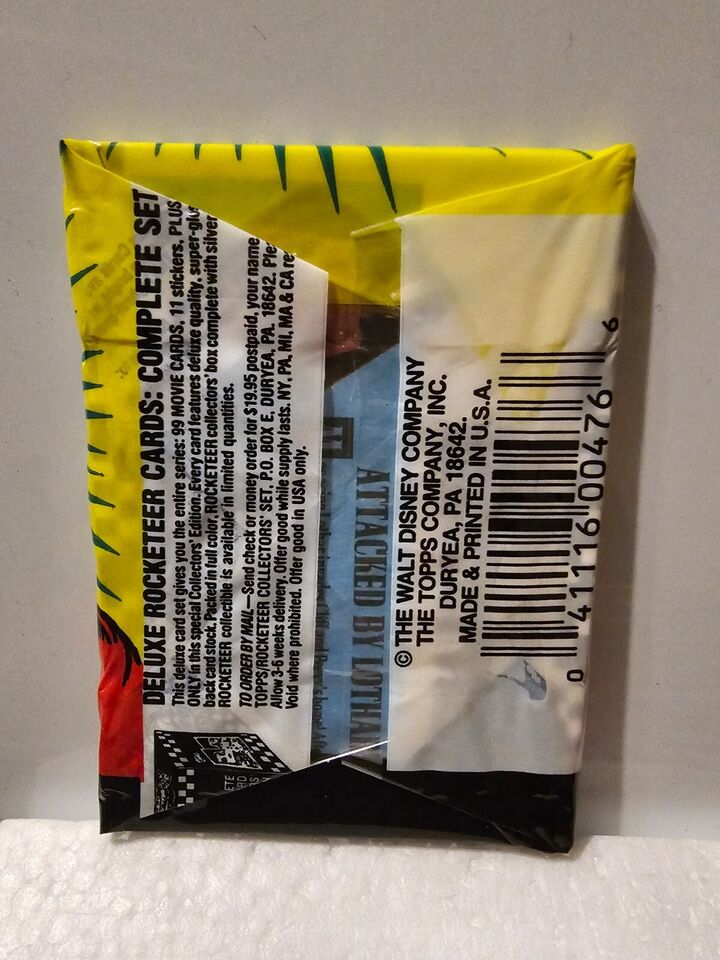 DELUXE ROCKETEER CARDS: COMPLETE SET
This deluxe card set gives you the entire series: 99 MOVIE CARDS, 11 stickers, PLUS
ONLY in this special Collectors' Edition. Every card features deluxe quality, super-glos
back card stock. Packed in full color, ROCKETEER collectors' box complete with silver
ROCKETEER collectible is available in limited quantities.
TO ORDER BY MAIL—Send check or money order for $19.95 postpaid, your name
TOPPS/ROCKETEER COLLECTORS' SET, P.O. BOX E, DURYEA, PA. 18642. Ple
Allow 3-6 weeks delivery. Offer good while supply lasts. NY, PA, MI, MA & CA re
Void where prohibited. Offer good in USA only.
11
ATTACKED BY LOTHA
© THE WALT DISNEY COMPANY
THE TOPPS COMPANY, INC.
DURYEA, PA 18642.
MADE & PRINTED IN U.S.A.
0 41116 00476 6